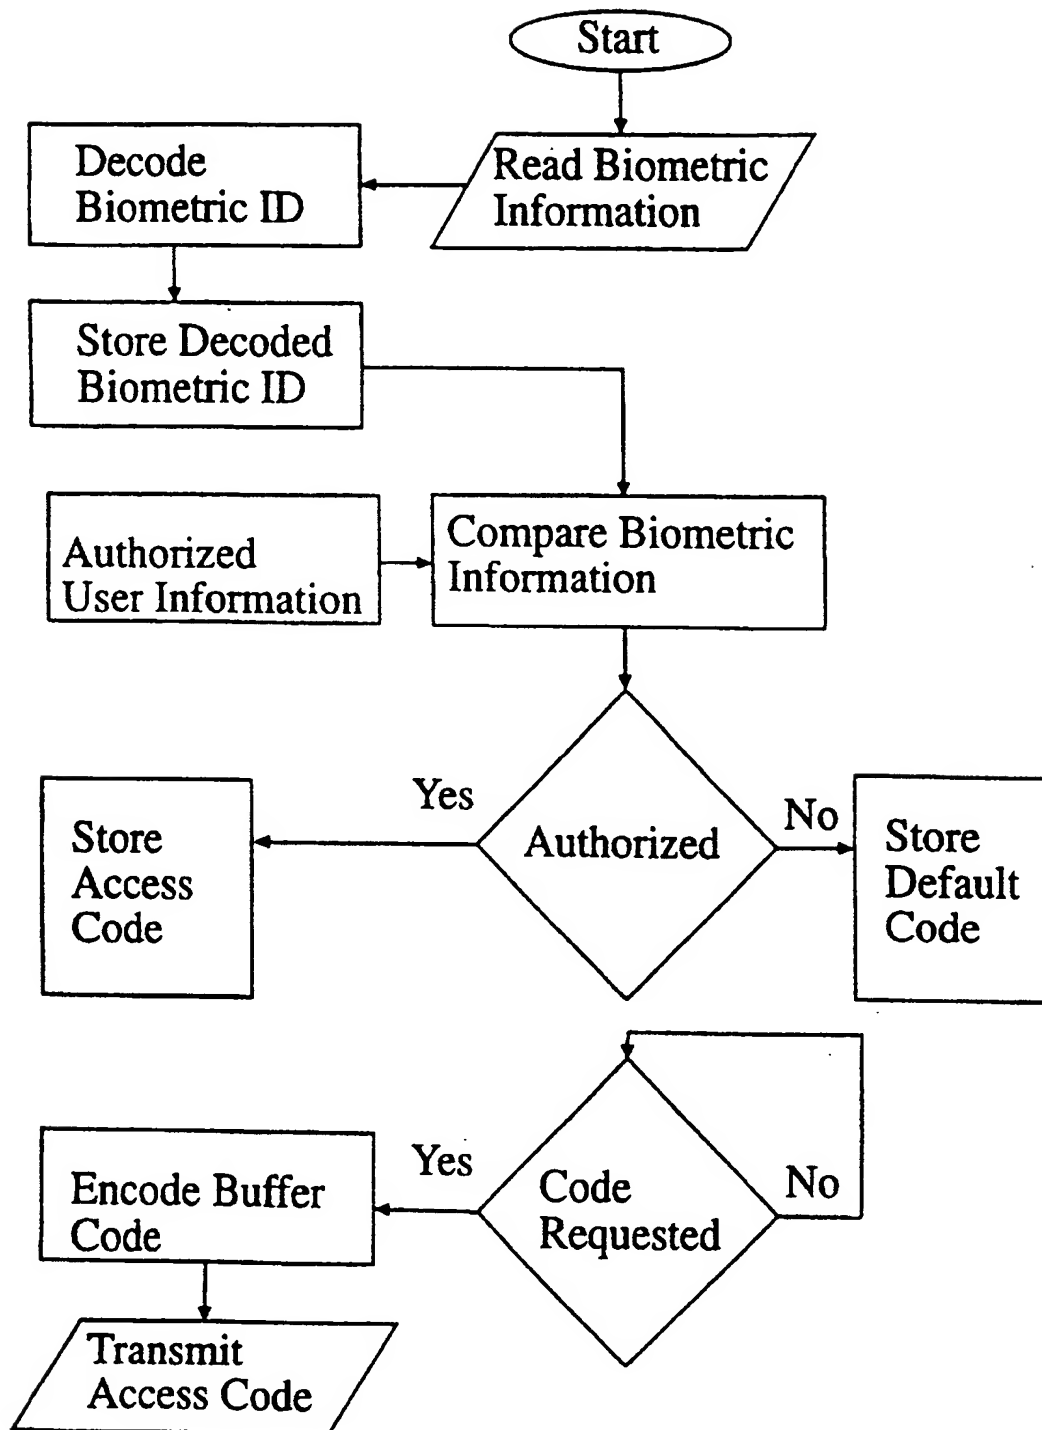 Start
Read Biometric
Information
Decode
Biometric ID
Store Decoded
Biometric ID
Authorized
User Information
Compare Biometric
Information
Authorized
Yes
No
Store
Access
Code
Store
Default
Code
Code
Requested
Yes
No
Encode Buffer
Code
Transmit
Access Code